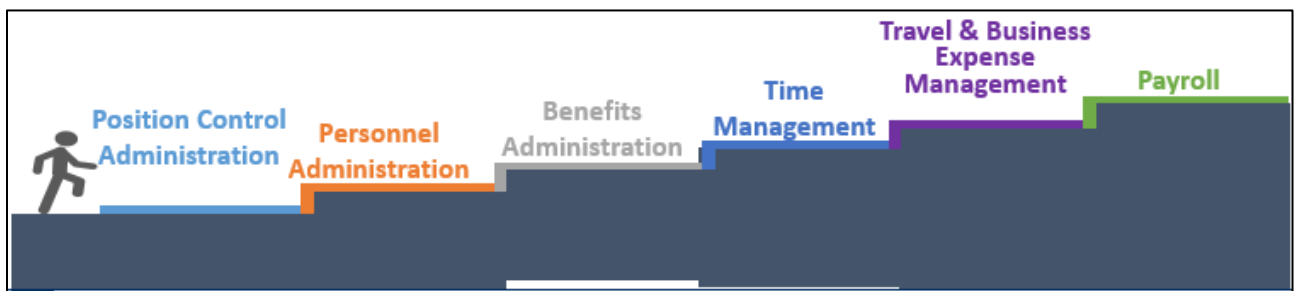 Position Control
Administration
Personnel
Administration
Benefits
Administration
Time
Management
Travel & Business
Expense
Management
Payroll